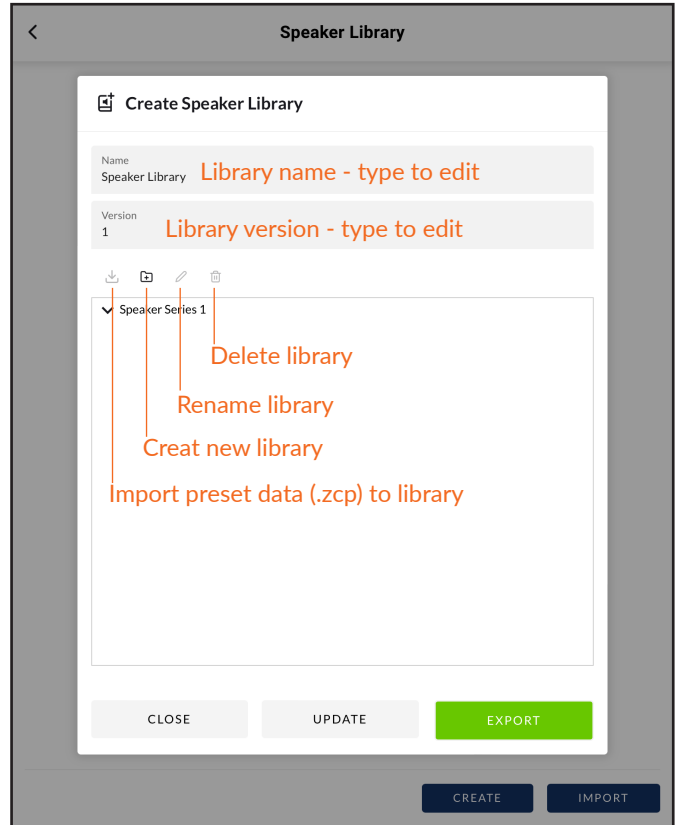 Speaker Library
Create Speaker Library
Name
Speaker Library
Library name - type to edit
Version
1
Library version - type to edit
Speaker Series 1
Delete library
Rename library
Creat new library
Import preset data (.zcp) to library
CLOSE
UPDATE
EXPORT
CREATE
IMPORT